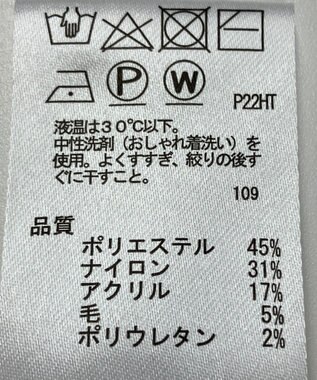 P W P22HT
液温は30℃以下。
中性洗剤（おしゃれ着洗い）を
使用。よくすすぎ、絞りの後す
ぐに干すこと。
109
品質
ポリエステル 45%
ナイロン 31%
アクリル 17%
毛 5%
ポリウレタン 2%